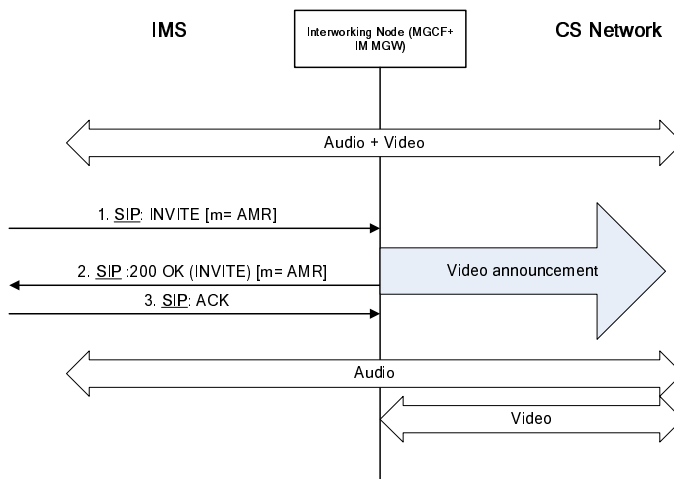 IMS
Interworking Node (MGCF+
IM MGW)
CS Network
Audio + Video
1. SIP: INVITE [m= AMR]
2. SIP :200 OK (INVITE) [m= AMR]
Video announcement
3. SIP: ACK
Audio
Video